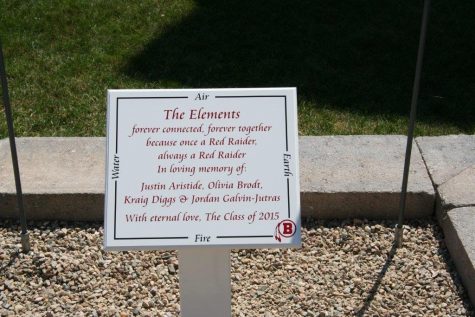 Air
The Elements
forever connected, forever together
because once a Red Raider,
always a Red Raider
In loving memory of:
Justin Aristide, Olivia Brodt,
Kraig Diggs & Jordan Galvin-Jutras
With eternal love, The Class of 2015
Water
Earth
Fire
B